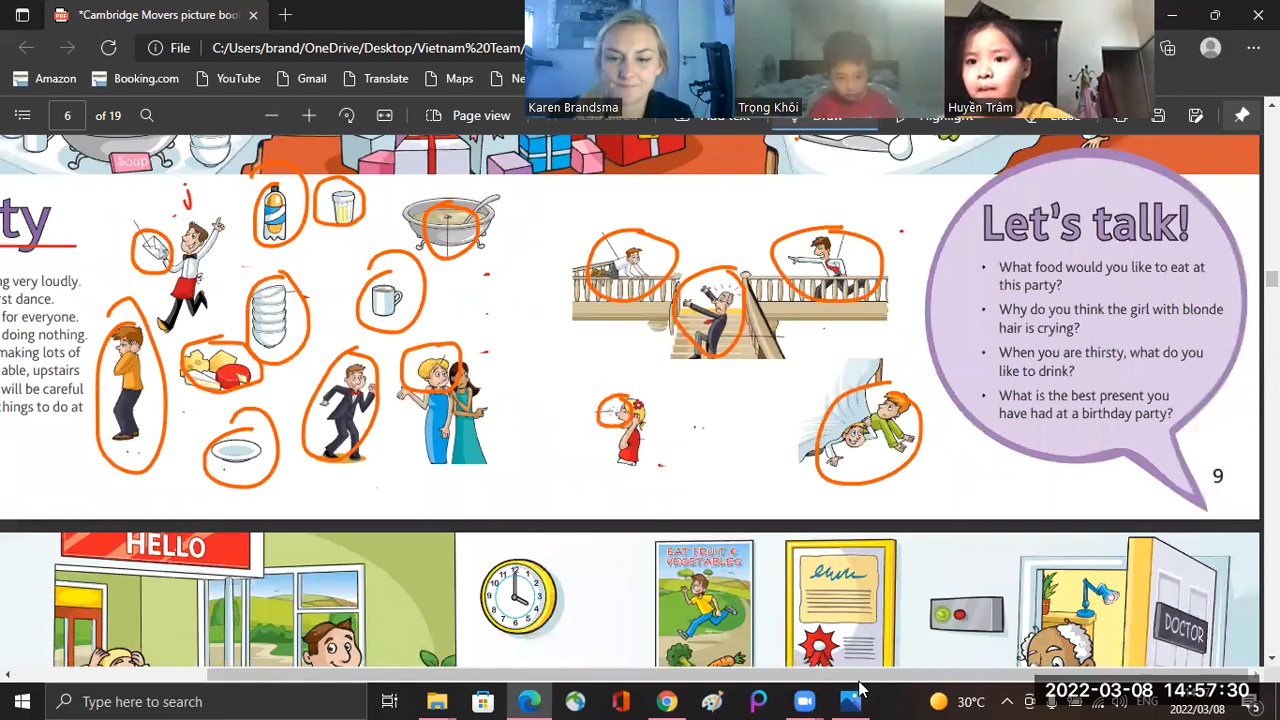 *Cambridge Movers picture boo
File
C:/Users/brand/OneDrive/Desktop/Vietnam%20Team/
Amazon
Booking.com
YouTube
Gmail
Translate
Maps
Ne
Karen Brandsma
Trọng Khôi
Huyền Trâm
6 of 19
Page view
Draw
Soup
ty
ng very loudly.
rst dance.
for everyone.
doing nothing.
making lots of
able, upstairs
will be careful
things to do at
Let's talk!
• What food would you like to eat at
this party?
• Why do you think the girl with blonde
hair is crying?
• When you are thirsty, what do you
like to drink?
• What is the best present you
have had at a birthday party?
9
HELLO
EAT FRUIT &
VEGETABLES
DOCTOR
Type here to search
30°C
ENG
2022-03-08 14:57:30
2022/03/08